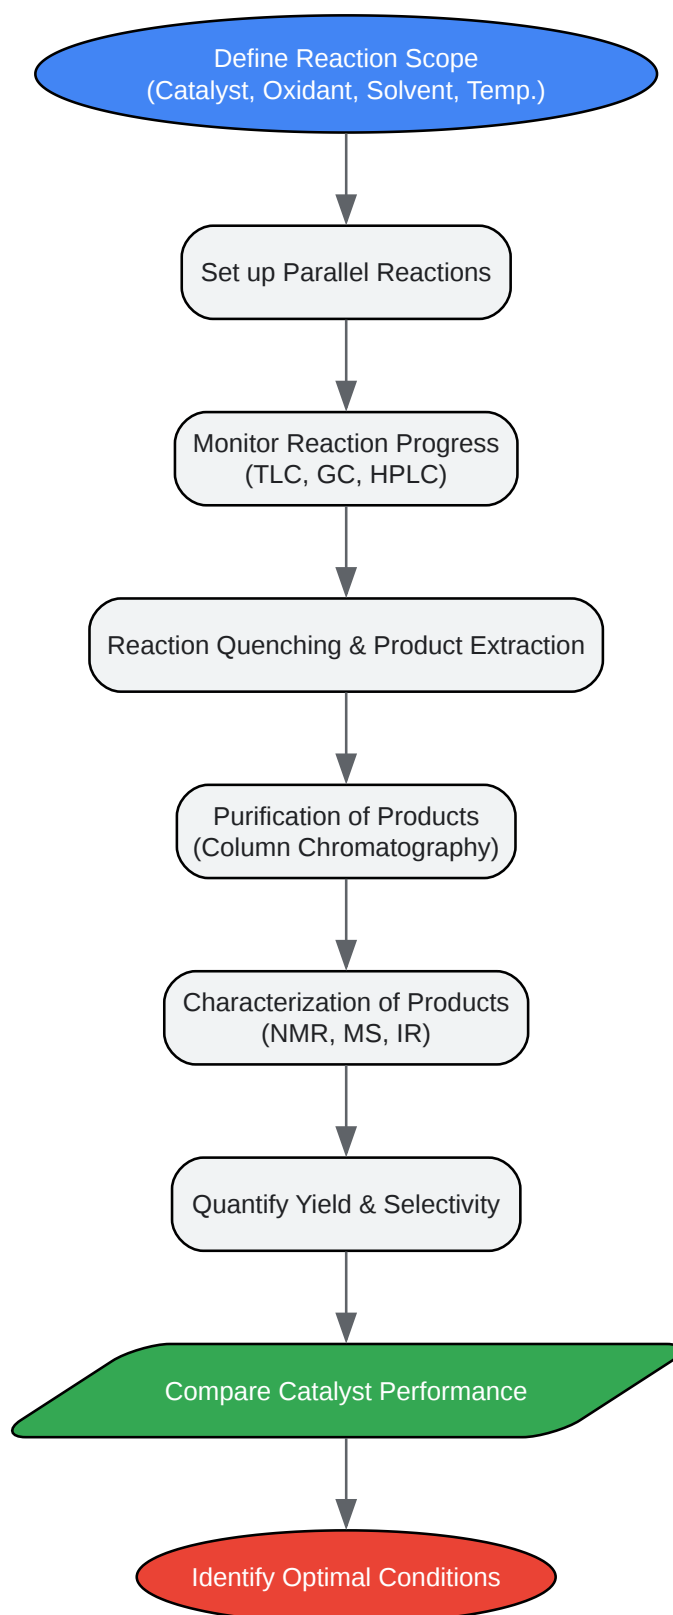 Define Reaction Scope
(Catalyst, Oxidant, Solvent, Temp.)
Set up Parallel Reactions
Monitor Reaction Progress
(TLC, GC, HPLC)
Reaction Quenching & Product Extraction
Purification of Products
(Column Chromatography)
Characterization of Products
(NMR, MS, IR)
Quantify Yield & Selectivity
Compare Catalyst Performance
Identify Optimal Conditions